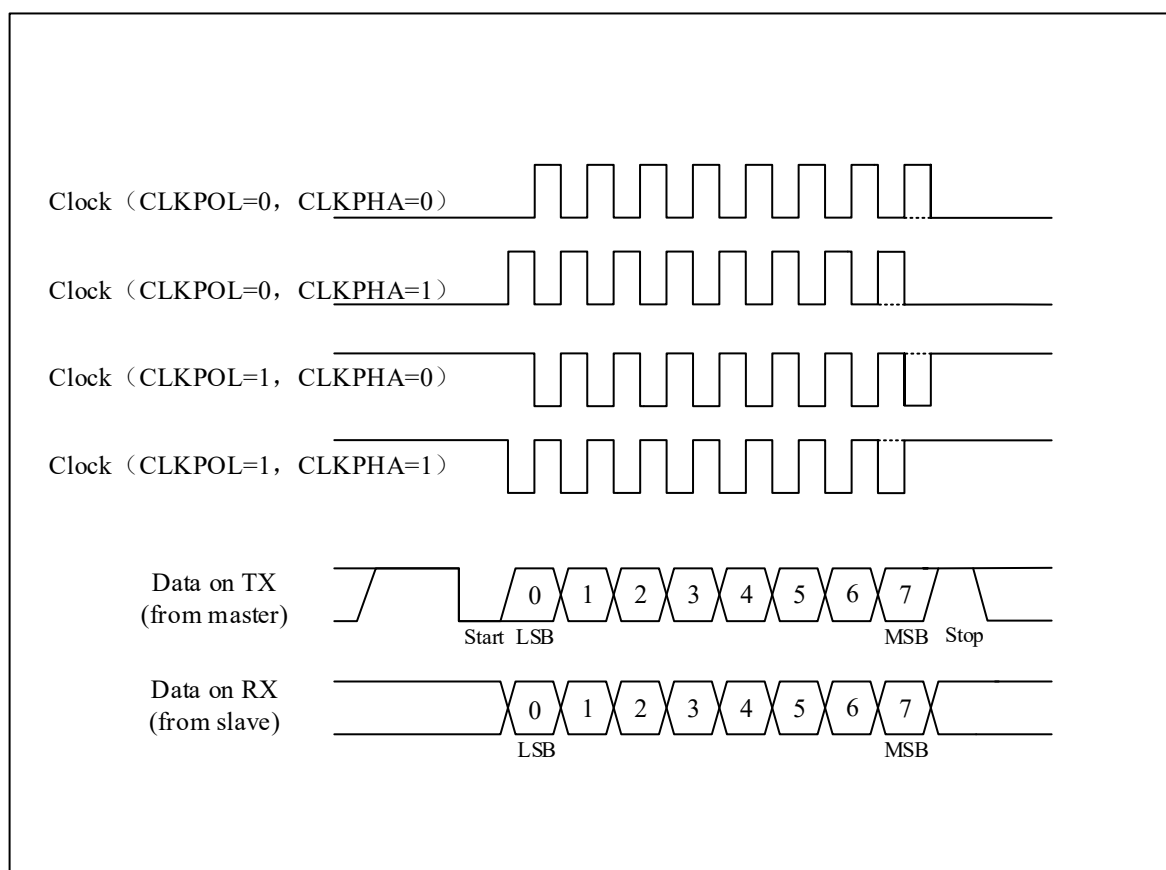 Clock（CLKPOL=0，CLKPHA=0）
Clock（CLKPOL=0，CLKPHA=1）
Clock（CLKPOL=1，CLKPHA=0）
Clock（CLKPOL=1，CLKPHA=1）
Data on TX
(from master)
0 1 2 3 4 5 6 7
Start LSB MSB Stop
Data on RX
(from slave)
0 1 2 3 4 5 6 7
LSB MSB